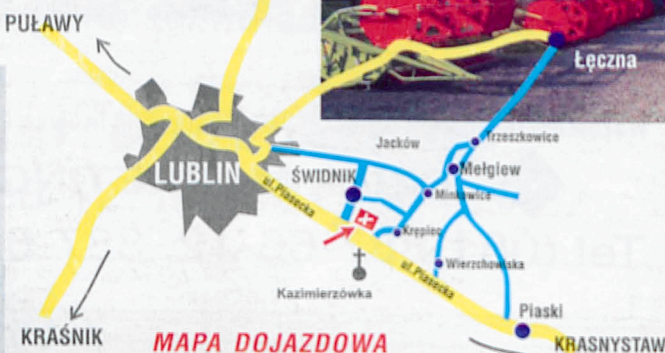 PUŁAWY
Łęczna
Jacków
Trzeszkowice
LUBLIN
ŚWIDNIK
Mełgiew
Minkowice
ul. Piasecka
Krępiec
ul. Piasecka
Wierzchowiska
Kazimierzówka
Piaski
KRAŚNIK
MAPA DOJAZDOWA
KRASNYSTAW